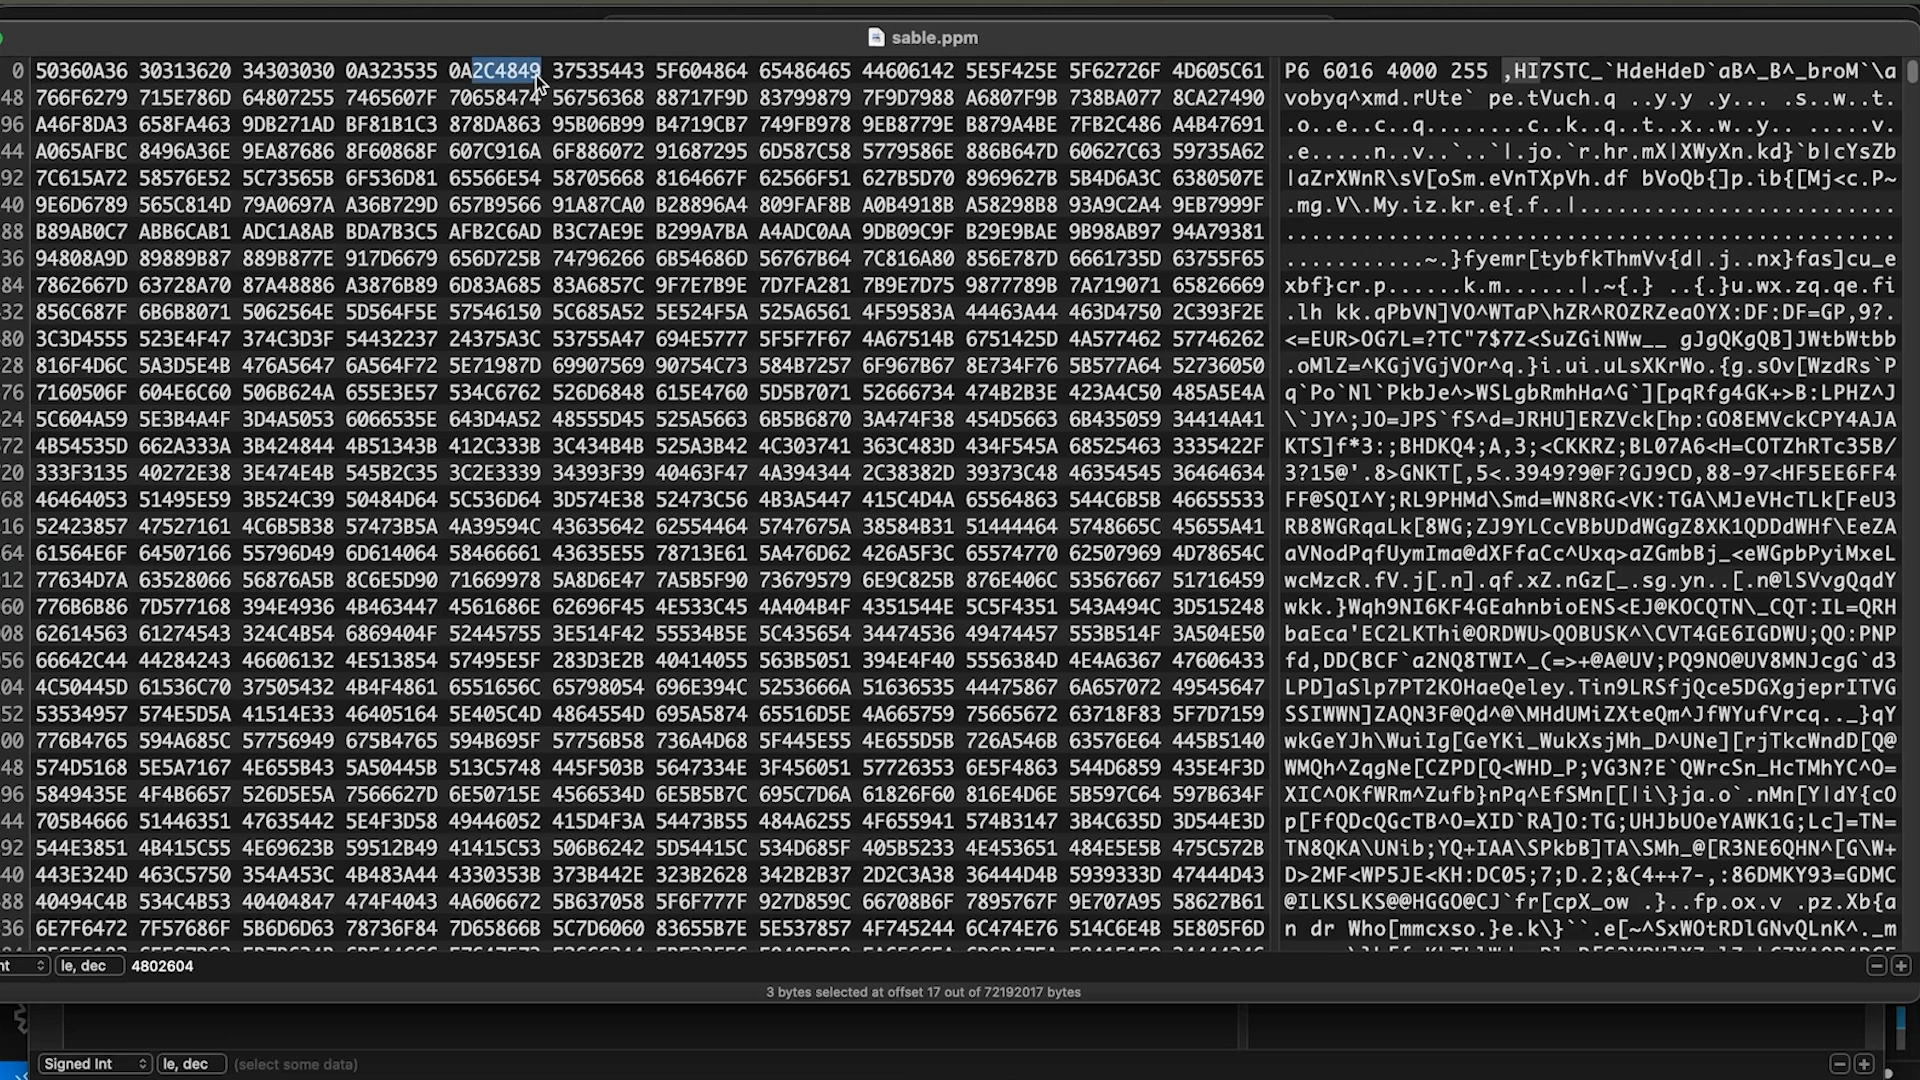 sable.ppm
0 50360A36 30313620 34303030 0A323535 0A2C4849 37535443 5F604864 65486465 44606142 5E5F425E 5F62726F 4D605C61 P6 6016 4000 255 ,HI7STC_`HdeHdeD`aB^_B^_broM`\a
48 766F6279 715E786D 64807255 7465607F 70658474 56756368 88717F9D 83799879 7F9D7988 A6807F9B 738BA077 8CA27490 vobyq^xmd.rUte` pe.tVuch.q ..y.y .y... .s..w..t.
96 A46F8DA3 658FA463 9DB271AD BF81B1C3 878DA863 95B06B99 B4719CB7 749FB978 9EB8779E B879A4BE 7FB2C486 A4B47691 .o..e..c..q........c..k..q..t..x..w..y.. .....v.
44 A065AFBC 8496A36E 9EA87686 8F60868F 607C916A 6F886072 91687295 6D587C58 5779586E 886B647D 60627C63 59735A62 .e.....n..v..`..`|.jo.`r.hr.mX|XWyXn.kd}`b|cYsZb
92 7C615A72 58576E52 5C73565B 6F536D81 65566E54 58705668 8164667F 62566F51 627B5D70 8969627B 5B4D6A3C 6380507E |aZrXWnR\sV[oSm.eVnTXpVh.df bVoQb{]p.ib{[Mj<c.P~
40 9E6D6789 565C814D 79A0697A A36B729D 657B9566 91A87CA0 B28896A4 809FAF8B A0B4918B A58298B8 93A9C2A4 9EB7999F .mg.V\.My.iz.kr.e{.f..|.........................
88 B89AB0C7 ABB6CAB1 ADC1A8AB BDA7B3C5 AFB2C6AD B3C7AE9E B299A7BA A4ADC0AA 9DB09C9F B29E9BAE 9B98AB97 94A79381 ................................................
36 94808A9D 89889B87 889B877E 917D6679 656D725B 74796266 6B54686D 56767B64 7C816A80 856E787D 6661735D 63755F65 ...........~.}fyemr[tybfkThmVv{d|.j..nx}fas]cu_e
84 7862667D 63728A70 87A48886 A3876B89 6D83A685 83A6857C 9F7E7B9E 7D7FA281 7B9E7D75 9877789B 7A719071 65826669 xbf}cr.p......k.m......|.~{.} ..{.}u.wx.zq.qe.fi
32 856C687F 6B6B8071 5062564E 5D564F5E 57546150 5C685A52 5E524F5A 525A6561 4F59583A 44463A44 463D4750 2C393F2E .lh kk.qPbVN]VO^WTaP\hZR^ROZRZeaOYX:DF:DF=GP,9?.
80 3C3D4555 523E4F47 374C3D3F 54432237 24375A3C 53755A47 694E5777 5F5F7F67 4A67514B 6751425D 4A577462 57746262 <=EUR>OG7L=?TC"7$7Z<SuZGiNWw__ gJgQKgQB]JWtbWtbb
28 816F4D6C 5A3D5E4B 476A5647 6A564F72 5E71987D 69907569 90754C73 584B7257 6F967B67 8E734F76 5B577A64 52736050 .oMlZ=^KGjVGjVOr^q.}i.ui.uLsXKrWo.{g.sOv[WzdRs`P
76 7160506F 604E6C60 506B624A 655E3E57 534C6762 526D6848 615E4760 5D5B7071 52666734 474B2B3E 423A4C50 485A5E4A q`Po`Nl`PkbJe^>WSLgbRmhHa^G`][pqRfg4GK+>B:LPHZ^J
24 5C604A59 5E3B4A4F 3D4A5053 6066535E 643D4A52 48555D45 525A5663 6B5B6870 3A474F38 454D5663 6B435059 34414A41 \`JY^;JO=JPS`fS^d=JRHU]ERZVck[hp:GO8EMVckCPY4AJA
72 4B54535D 662A333A 3B424844 4B51343B 412C333B 3C434B4B 525A3B42 4C303741 363C483D 434F545A 68525463 3335422F KTS]f*3:;BHDKQ4;A,3;<CKKRZ;BL07A6<H=COTZhRTc35B/
20 333F3135 40272E38 3E474E4B 545B2C35 3C2E3339 34393F39 40463F47 4A394344 2C38382D 39373C48 46354545 36464634 3?15@'.8>GNKT[,5<.3949?9@F?GJ9CD,88-97<HF5EE6FF4
68 46464053 51495E59 3B524C39 50484D64 5C536D64 3D574E38 52473C56 4B3A5447 415C4D4A 65564863 544C6B5B 46655533 FF@SQI^Y;RL9PHMd\Smd=WN8RG<VK:TGA\MJeVHcTLk[FeU3
16 52423857 47527161 4C6B5B38 57473B5A 4A39594C 43635642 62554464 5747675A 38584B31 51444464 5748665C 45655A41 RB8WGRqaLk[8WG;ZJ9YLCcVBbUDdWGgZ8XK1QDDdWHf\EeZA
64 61564E6F 64507166 55796D49 6D614064 58466661 43635E55 78713E61 5A476D62 426A5F3C 65574770 62507969 4D78654C aVNodPqfUymIma@dXFfaCc^Uxq>aZGmbBj_<eWGpbPyiMxeL
12 77634D7A 63528066 56876A5B 8C6E5D90 71669978 5A8D6E47 7A5B5F90 73679579 6E9C825B 876E406C 53567667 51716459 wcMzcR.fV.j[.n].qf.xZ.nGz[_.sg.yn..[.n@lSVvgQqdY
60 776B6B86 7D577168 394E4936 4B463447 4561686E 62696F45 4E533C45 4A404B4F 4351544E 5C5F4351 543A494C 3D515248 wkk.}Wqh9NI6KF4GEahnbioENS<EJ@KOCQTN\_CQT:IL=QRH
08 62614563 61274543 324C4B54 6869404F 52445755 3E514F42 55534B5E 5C435654 34474536 49474457 553B514F 3A504E50 baEca'EC2LKThi@ORDWU>QOBUSK^\CVT4GE6IGDWU;QO:PNP
56 66642C44 44284243 46606132 4E513854 57495E5F 283D3E2B 40414055 563B5051 394E4F40 5556384D 4E4A6367 47606433 fd,DD(BCF`a2NQ8TWI^_(=>+@A@UV;PQ9NO@UV8MNJcgG`d3
04 4C50445D 61536C70 37505432 4B4F4861 6551656C 65798054 696E394C 5253666A 51636535 44475867 6A657072 49545647 LPD]aSlp7PT2KOHaeQeley.Tin9LRSfjQce5DGXgjeprITVG
52 53534957 574E5D5A 41514E33 46405164 5E405C4D 4864554D 695A5874 65516D5E 4A665759 75665672 63718F83 5F7D7159 SSIWWN]ZAQN3F@Qd^@\MHdUMiZXteQm^JfWYufVrcq.._}qY
00 776B4765 594A685C 57756949 675B4765 594B695F 57756B58 736A4D68 5F445E55 4E655D5B 726A546B 63576E64 445B5140 wkGeYJh\WuiIg[GeYKi_WukXsjMh_D^UNe][rjTkcWndD[Q@
48 574D5168 5E5A7167 4E655B43 5A50445B 513C5748 445F503B 5647334E 3F456051 57726353 6E5F4863 544D6859 435E4F3D WMQh^ZqgNe[CZPD[Q<WHD_P;VG3N?E`QWrcSn_HcTMhYC^O=
96 5849435E 4F4B6657 526D5E5A 7566627D 6E50715E 4566534D 6E5B5B7C 695C7D6A 61826F60 816E4D6E 5B597C64 597B634F XIC^OKfWRm^Zufb}nPq^EfSMn[[|i\}ja.o`.nMn[Y|dY{cO
44 705B4666 51446351 47635442 5E4F3D58 49446052 415D4F3A 54473B55 484A6255 4F655941 574B3147 3B4C635D 3D544E3D p[FfQDcQGcTB^O=XID`RA]O:TG;UHJbUOeYAWK1G;Lc]=TN=
92 544E3851 4B415C55 4E69623B 59512B49 41415C53 506B6242 5D54415C 534D685F 405B5233 4E453651 484E5E5B 475C572B TN8QKA\UNib;YQ+IAA\SPkbB]TA\SMh_@[R3NE6QHN^[G\W+
40 443E324D 463C5750 354A453C 4B483A44 4330353B 373B442E 323B2628 342B2B37 2D2C3A38 36444D4B 5939333D 47444D43 D>2MF<WP5JE<KH:DC05;7;D.2;&(4++7-,:86DMKY93=GDMC
88 40494C4B 534C4B53 40404847 474F4043 4A606672 5C5B637058 5F6F777F 927D859C 66708B6F 7895767F 9E707A95 58627B61 @ILKSLKS@@HGGO@CJ`fr[cpX_ow .}..fp.ox.v .pz.Xb{a
36 6E7F6472 7F57686F 5B6D6D63 78736F84 7D65866B 5C7D6060 83655B7E 5E537857 4F745244 6C474E76 514C6E4B 5E805F6D n dr Who[mmcxso.}e.k\}``.e[~^SxWOtRDlGNvQLnK^._m
nt le, dec 4802604
3 bytes selected at offset 17 out of 72192017 bytes
Signed Int le, dec (select some data)